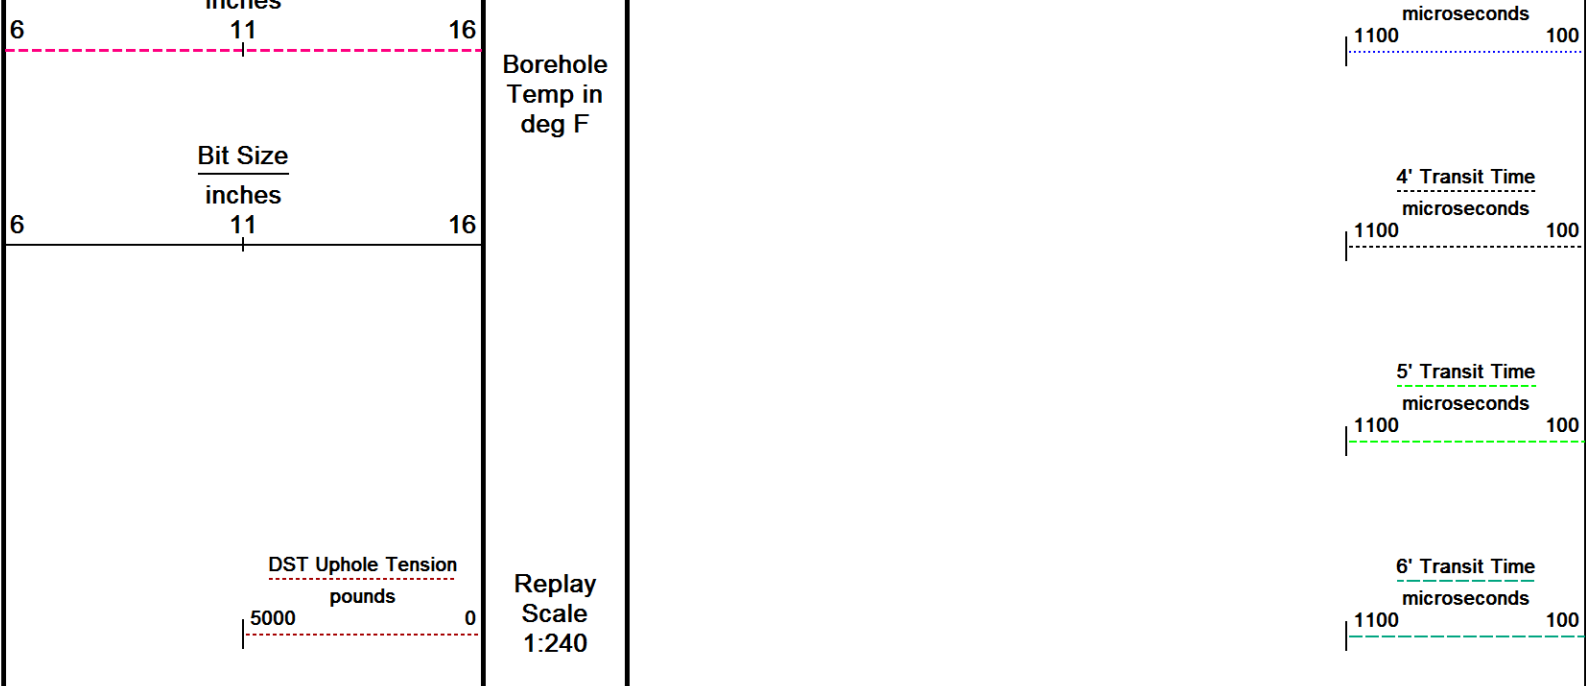 inches
6 11 16
Bit Size
inches
6 11 16
DST Uphole Tension
pounds
5000 0
Borehole
Temp in
deg F
Replay
Scale
1:240
microseconds
1100 100
4' Transit Time
microseconds
1100 100
5' Transit Time
microseconds
1100 100
6' Transit Time
microseconds
1100 100